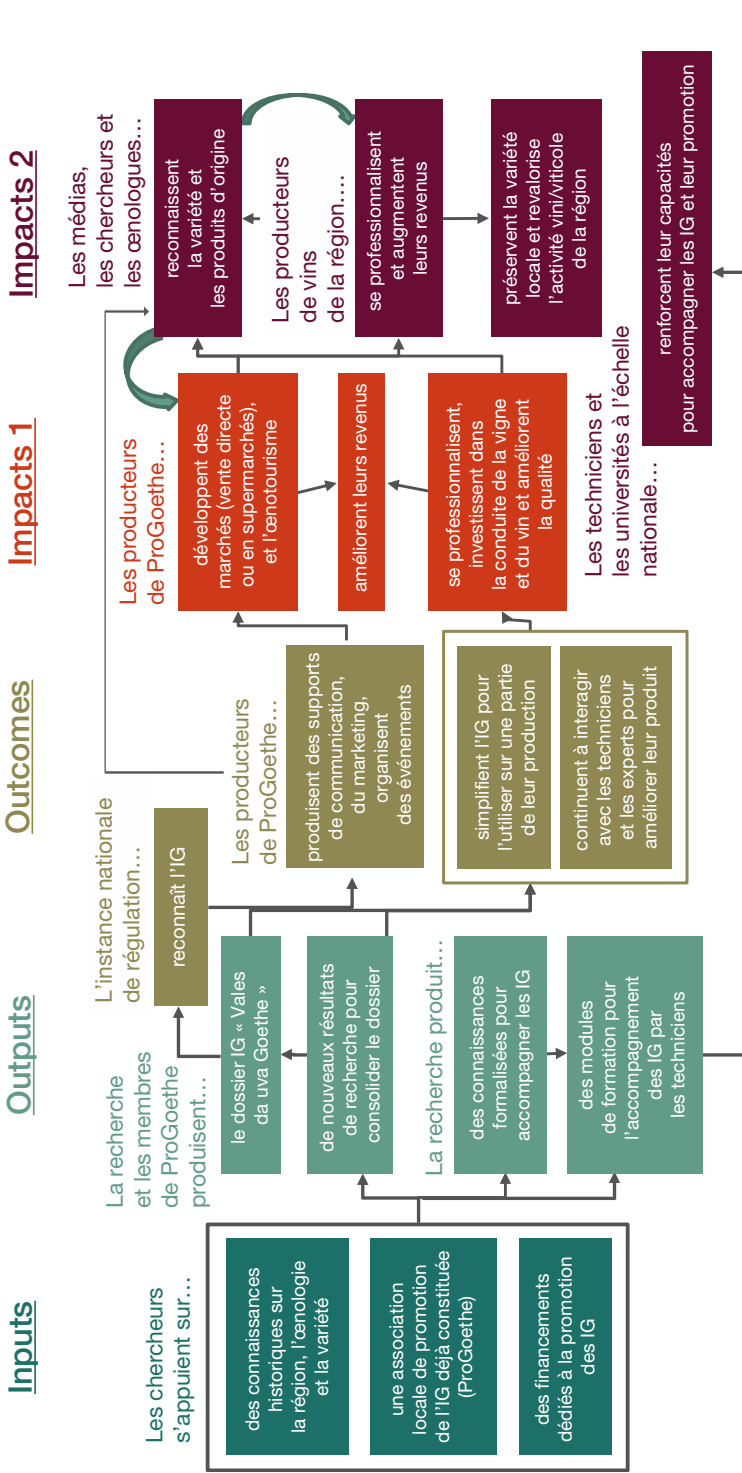 Inputs
Les chercheurs
s'appuient sur…
des connaissances
historiques sur
la région, l'œnologie
et la variété
une association
locale de promotion
de l'IG déjà constituée
(ProGoethe)
des financements
dédiés à la promotion
des IG
Outputs
La recherche
et les membres
de ProGoethe
produisent…
le dossier IG « Vales
da uva Goethe »
de nouveaux résultats
de recherche pour
consolider le dossier
La recherche produit…
des connaissances
formalisées pour
accompagner les IG
des modules
de formation pour
l'accompagnement
des IG par
les techniciens
Outcomes
L'instance nationale
de régulation…
reconnaît l'IG
Les producteurs
de ProGoethe…
produisent des supports
de communication,
du marketing,
organisent
des événements
simplifient l'IG pour
l'utiliser sur une partie
de leur production
continuent à interagir
avec les techniciens
et les experts pour
améliorer leur produit
Impacts 1
Les producteurs
de ProGoethe…
développent des
marchés (vente directe
ou en supermarchés),
et l'œnotourisme
améliorent leurs revenus
se professionnalisent,
investissent dans
la conduite de la vigne
et du vin et améliorent
la qualité
Impacts 2
Les médias,
les chercheurs et
les œnologues…
reconnaissent
la variété et
les produits d'origine
Les producteurs
de vins
de la région….
se professionnalisent
et augmentent
leurs revenus
préservent la variété
locale et revalorise
l'activité vini/viticole
de la région
Les techniciens et
les universités à l'échelle
nationale…
renforcent leur capacités
pour accompagner les IG et leur promotion